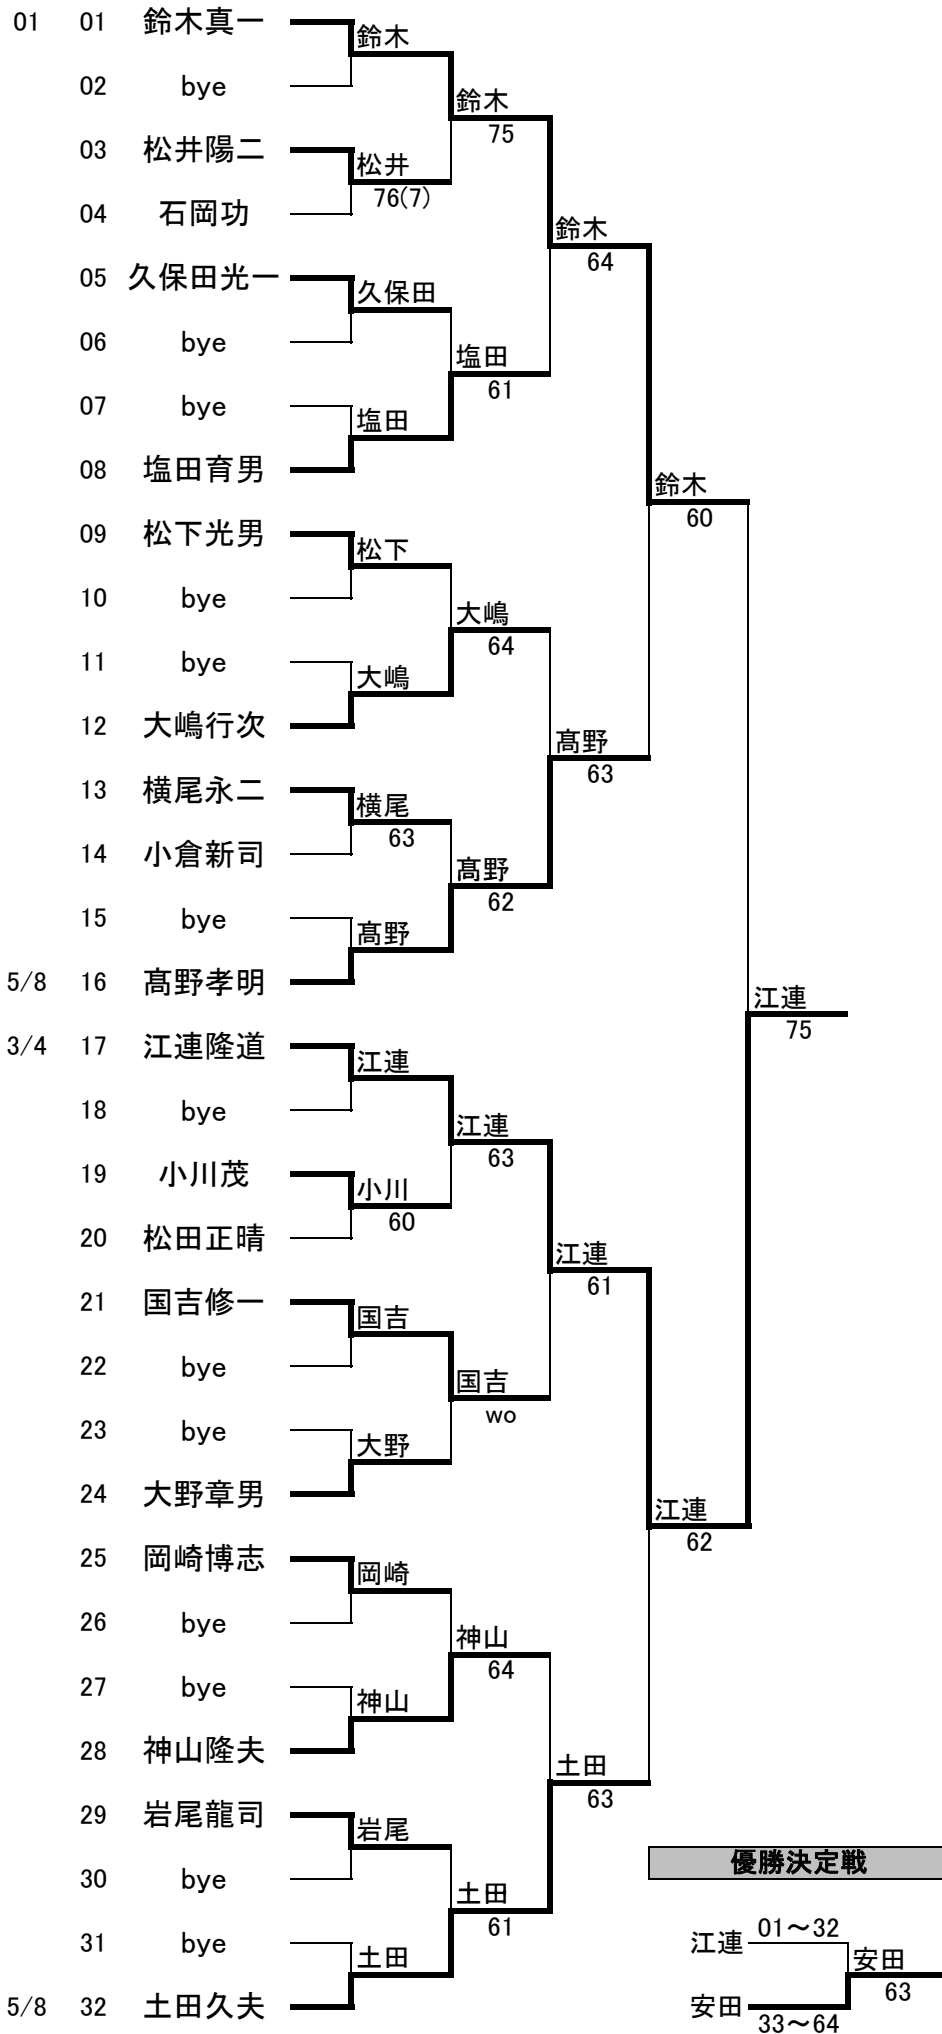 01 01 鈴木真一
鈴木
02 bye
鈴木
75
03 松井陽二
松井
76(7)
04 石岡功
鈴木
64
05 久保田光一
久保田
06 bye
塩田
61
07 bye
塩田
08 塩田育男
鈴木
60
09 松下光男
松下
10 bye
大嶋
64
11 bye
大嶋
12 大嶋行次
髙野
63
13 横尾永二
横尾
63
14 小倉新司
髙野
62
15 bye
髙野
5/8 16 髙野孝明
江連
75
3/4 17 江連隆道
江連
18 bye
江連
63
19 小川茂
小川
60
20 松田正晴
江連
61
21 国吉修一
国吉
22 bye
国吉
wo
23 bye
大野
24 大野章男
江連
62
25 岡崎博志
岡崎
26 bye
神山
64
27 bye
神山
28 神山隆夫
土田
63
29 岩尾龍司
岩尾
30 bye
土田
61
31 bye
土田
5/8 32 土田久夫
優勝決定戦
江連 01～32
安田
63
安田 33～64